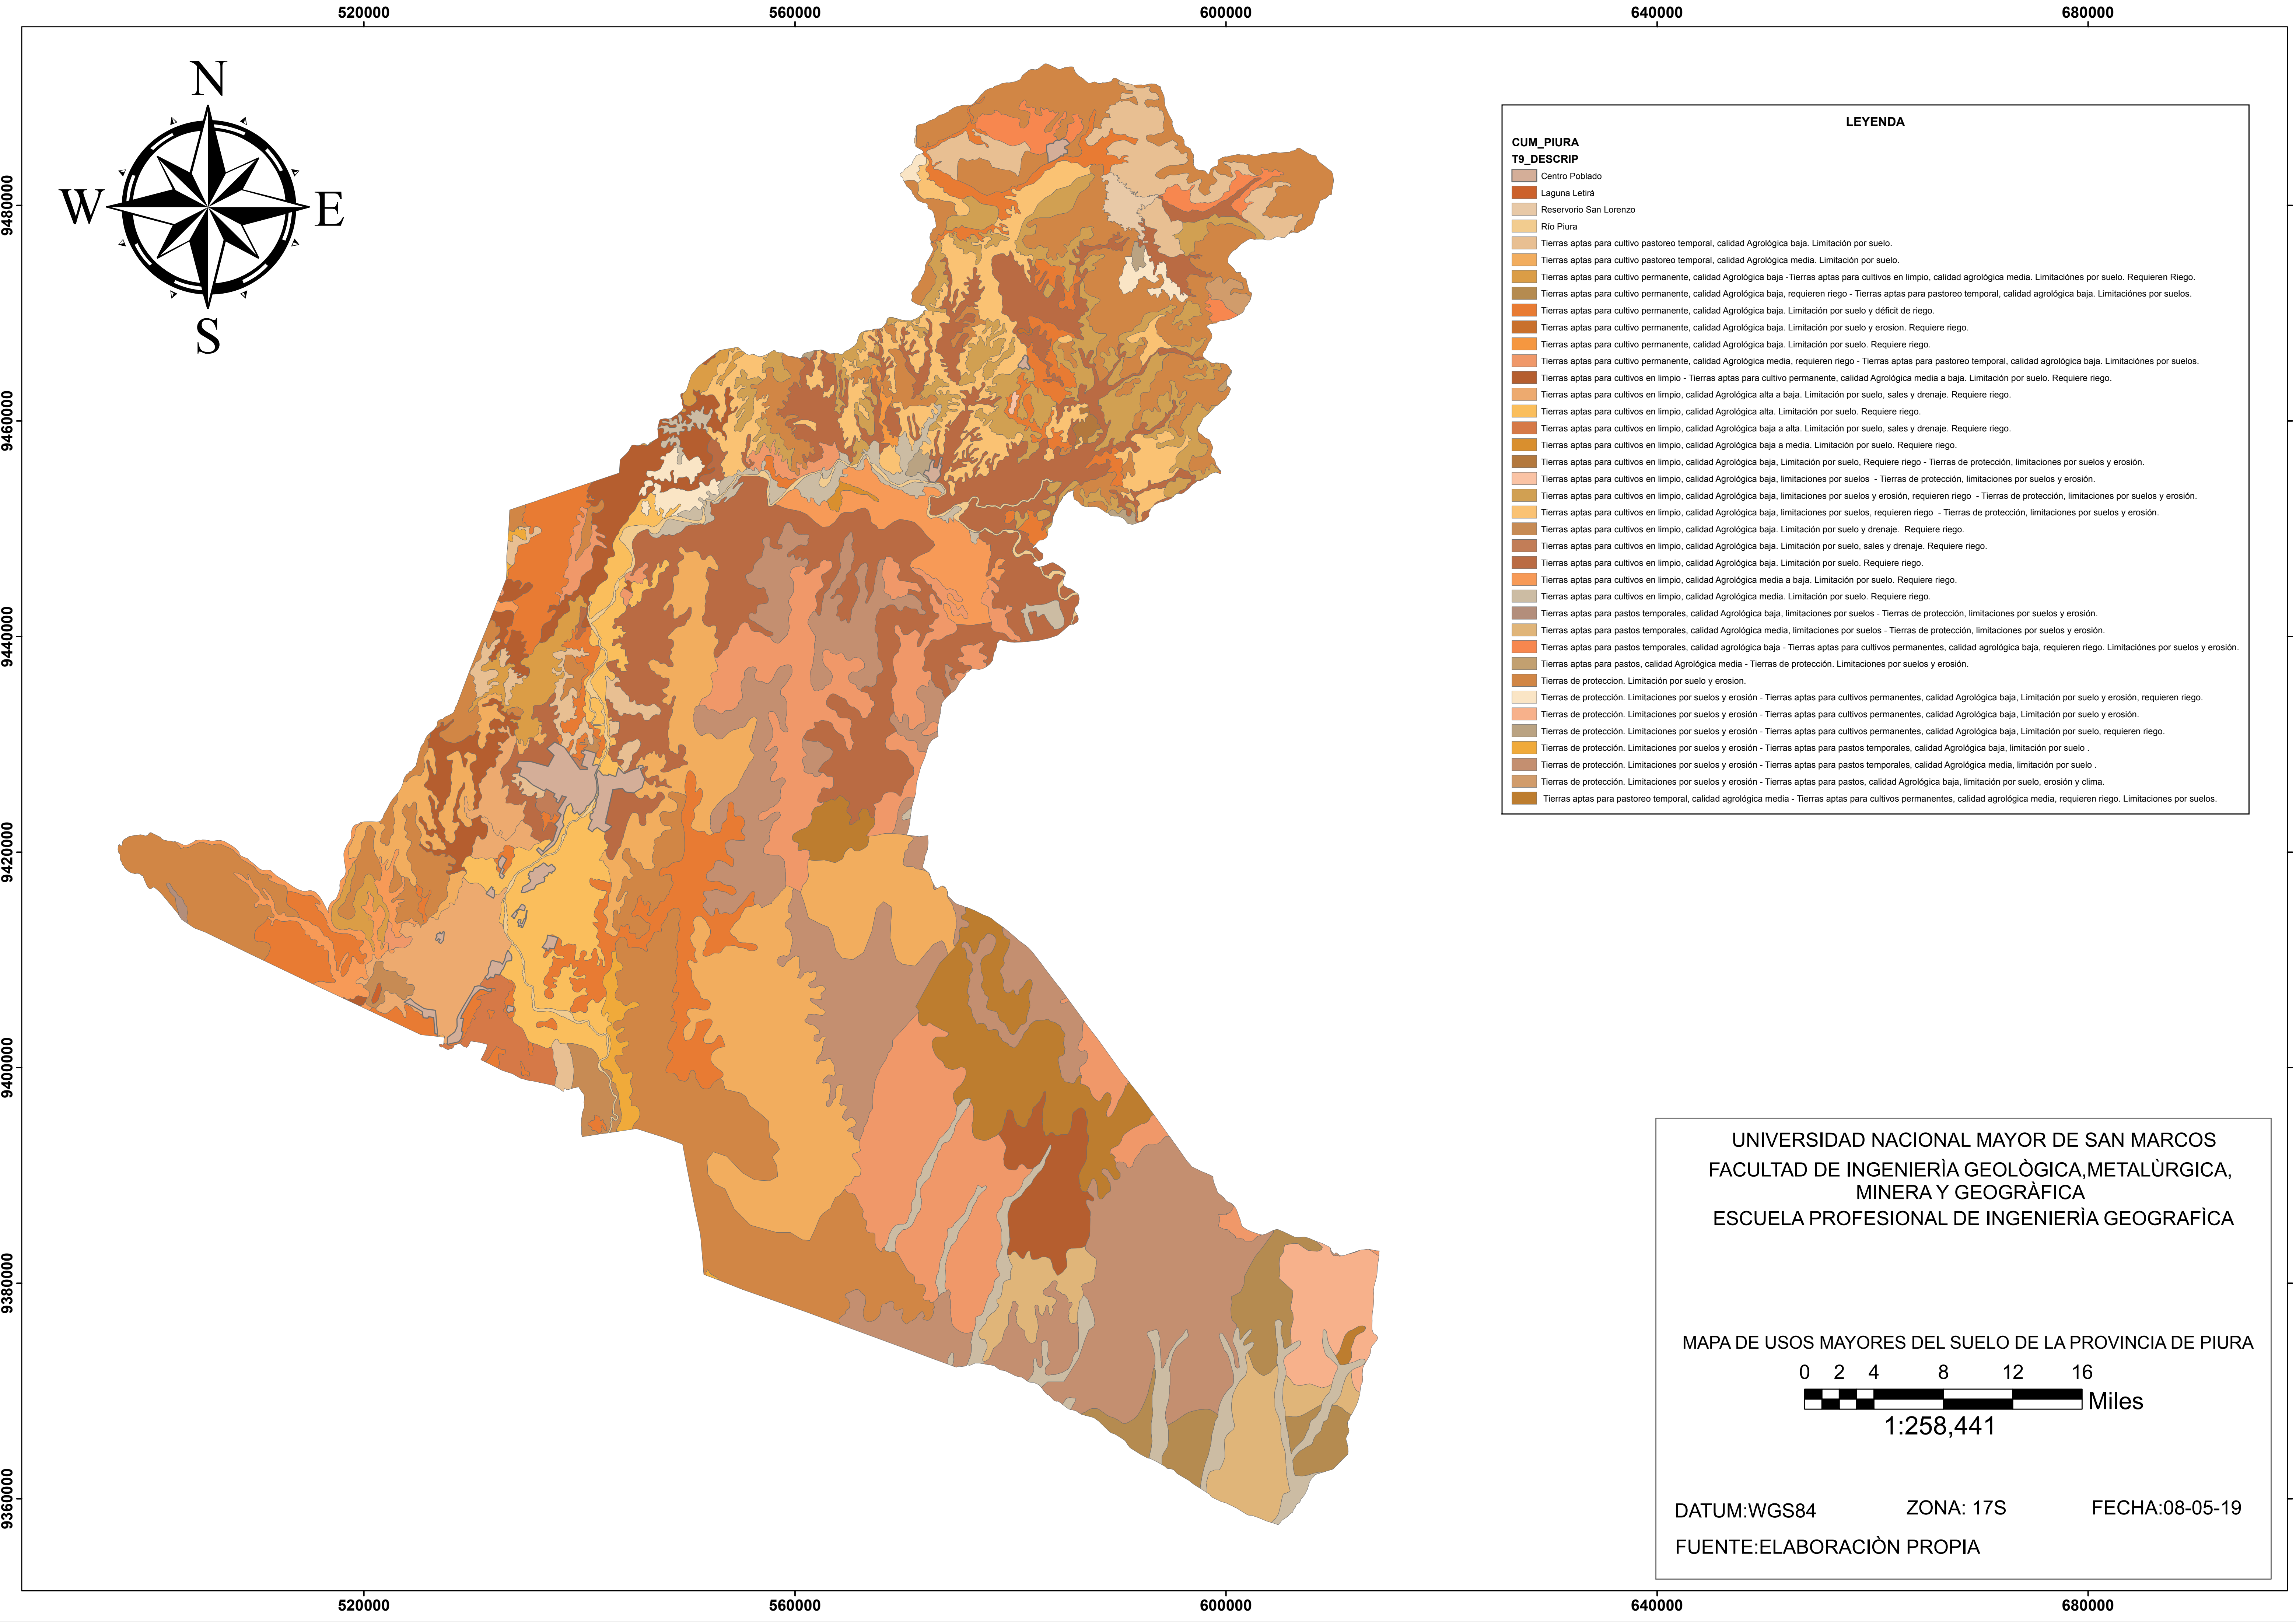 520000
560000
600000
640000
680000
N
W
E
S
9480000
9460000
9440000
9420000
9400000
9380000
9360000
LEYENDA
CUM_PIURA
T9_DESCRIP
Centro Poblado
Laguna Letirá
Reservorio San Lorenzo
Río Piura
Tierras aptas para cultivo pastoreo temporal, calidad Agrológica baja. Limitación por suelo.
Tierras aptas para cultivo pastoreo temporal, calidad Agrológica media. Limitación por suelo.
Tierras aptas para cultivo permanente, calidad Agrológica baja -Tierras aptas para cultivos en limpio, calidad agrológica media. Limitaciónes por suelo. Requieren Riego.
Tierras aptas para cultivo permanente, calidad Agrológica baja, requieren riego - Tierras aptas para pastoreo temporal, calidad agrológica baja. Limitaciónes por suelos.
Tierras aptas para cultivo permanente, calidad Agrológica baja. Limitación por suelo y déficit de riego.
Tierras aptas para cultivo permanente, calidad Agrológica baja. Limitación por suelo y erosion. Requiere riego.
Tierras aptas para cultivo permanente, calidad Agrológica baja. Limitación por suelo. Requiere riego.
Tierras aptas para cultivo permanente, calidad Agrológica media, requieren riego - Tierras aptas para pastoreo temporal, calidad agrológica baja. Limitaciónes por suelos.
Tierras aptas para cultivos en limpio - Tierras aptas para cultivo permanente, calidad Agrológica media a baja. Limitación por suelo. Requiere riego.
Tierras aptas para cultivos en limpio, calidad Agrológica alta a baja. Limitación por suelo, sales y drenaje. Requiere riego.
Tierras aptas para cultivos en limpio, calidad Agrológica alta. Limitación por suelo. Requiere riego.
Tierras aptas para cultivos en limpio, calidad Agrológica baja a alta. Limitación por suelo, sales y drenaje. Requiere riego.
Tierras aptas para cultivos en limpio, calidad Agrológica baja a media. Limitación por suelo. Requiere riego.
Tierras aptas para cultivos en limpio, calidad Agrológica baja, Limitación por suelo, Requiere riego - Tierras de protección, limitaciones por suelos y erosión.
Tierras aptas para cultivos en limpio, calidad Agrológica baja, limitaciones por suelos - Tierras de protección, limitaciones por suelos y erosión.
Tierras aptas para cultivos en limpio, calidad Agrológica baja, limitaciones por suelos y erosión, requieren riego - Tierras de protección, limitaciones por suelos y erosión.
Tierras aptas para cultivos en limpio, calidad Agrológica baja, limitaciones por suelos, requieren riego - Tierras de protección, limitaciones por suelos y erosión.
Tierras aptas para cultivos en limpio, calidad Agrológica baja. Limitación por suelo y drenaje. Requiere riego.
Tierras aptas para cultivos en limpio, calidad Agrológica baja. Limitación por suelo, sales y drenaje. Requiere riego.
Tierras aptas para cultivos en limpio, calidad Agrológica baja. Limitación por suelo. Requiere riego.
Tierras aptas para cultivos en limpio, calidad Agrológica media a baja. Limitación por suelo. Requiere riego.
Tierras aptas para cultivos en limpio, calidad Agrológica media. Limitación por suelo. Requiere riego.
Tierras aptas para pastos temporales, calidad Agrológica baja, limitaciones por suelos - Tierras de protección, limitaciones por suelos y erosión.
Tierras aptas para pastos temporales, calidad Agrológica media, limitaciones por suelos - Tierras de protección, limitaciones por suelos y erosión.
Tierras aptas para pastos temporales, calidad agrológica baja - Tierras aptas para cultivos permanentes, calidad agrológica baja, requieren riego. Limitaciónes por suelos y erosión.
Tierras aptas para pastos, calidad Agrológica media - Tierras de protección. Limitaciones por suelos y erosión.
Tierras de proteccion. Limitación por suelo y erosion.
Tierras de protección. Limitaciones por suelos y erosión - Tierras aptas para cultivos permanentes, calidad Agrológica baja, Limitación por suelo y erosión, requieren riego.
Tierras de protección. Limitaciones por suelos y erosión - Tierras aptas para cultivos permanentes, calidad Agrológica baja, Limitación por suelo y erosión.
Tierras de protección. Limitaciones por suelos y erosión - Tierras aptas para cultivos permanentes, calidad Agrológica baja, Limitación por suelo, requieren riego.
Tierras de protección. Limitaciones por suelos y erosión - Tierras aptas para pastos temporales, calidad Agrológica baja, limitación por suelo .
Tierras de protección. Limitaciones por suelos y erosión - Tierras aptas para pastos temporales, calidad Agrológica media, limitación por suelo .
Tierras de protección. Limitaciones por suelos y erosión - Tierras aptas para pastos, calidad Agrológica baja, limitación por suelo, erosión y clima.
Tierras aptas para pastoreo temporal, calidad agrológica media - Tierras aptas para cultivos permanentes, calidad agrológica media, requieren riego. Limitaciones por suelos.
UNIVERSIDAD NACIONAL MAYOR DE SAN MARCOS
FACULTAD DE INGENIERÌA GEOLÒGICA,METALÙRGICA,
MINERA Y GEOGRÀFICA
ESCUELA PROFESIONAL DE INGENIERÌA GEOGRAFÌCA
MAPA DE USOS MAYORES DEL SUELO DE LA PROVINCIA DE PIURA
0 2 4 8 12 16
Miles
1:258,441
DATUM:WGS84 ZONA: 17S FECHA:08-05-19
FUENTE:ELABORACIÒN PROPIA
520000
560000
600000
640000
680000